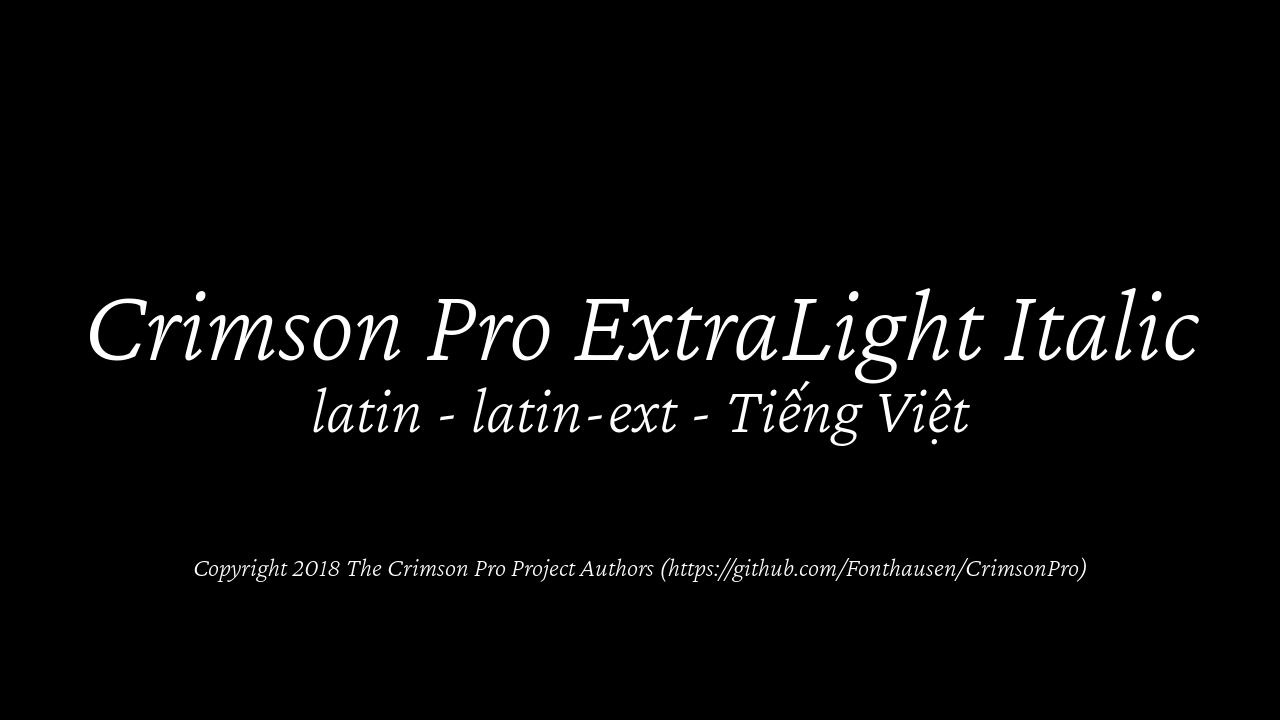 Crimson Pro ExtraLight Italic
latin - latin-ext - Tiếng Việt
Copyright 2018 The Crimson Pro Project Authors (https://github.com/Fonthausen/CrimsonPro)